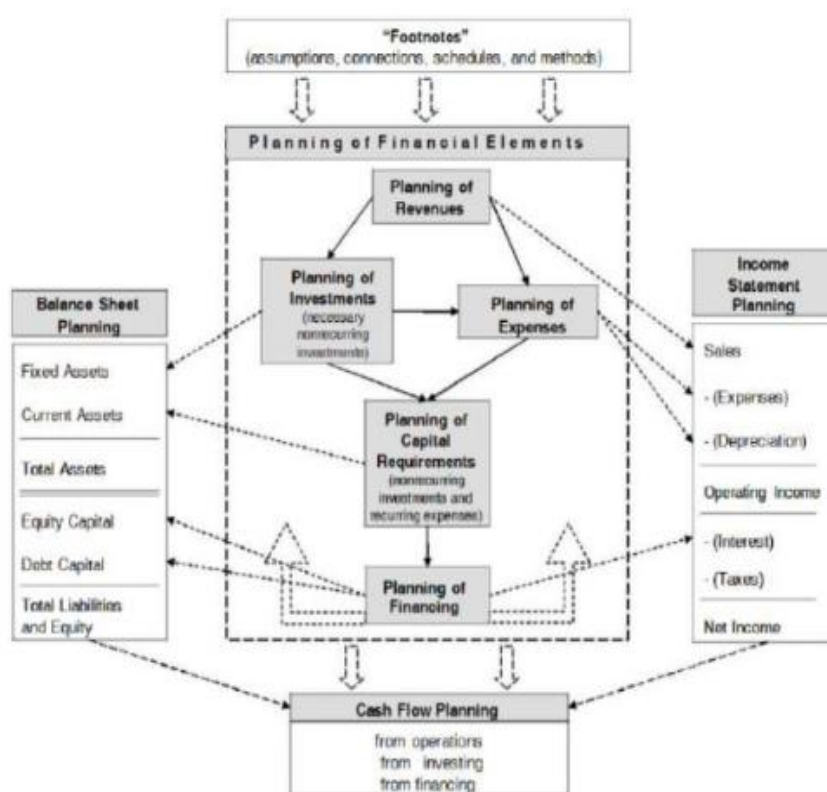 "Footnotes"
(assumptions, connections, schedules, and methods)
Planning of Financial Elements
Planning of
Revenues
Planning of
Investments
(necessary
nonrecurring
investments)
Planning of
Expenses
Planning of
Capital
Requirements
(nonrecurring
investments and
recurring expenses)
Planning of
Financing
Balance Sheet
Planning
Fixed Assets
Current Assets
Total Assets
Equity Capital
Debt Capital
Total Liabilities
and Equity
Income
Statement
Planning
Sales
- (Expenses)
- (Depreciation)
Operating Income
- (Interest)
- (Taxes)
Net Income
Cash Flow Planning
from operations
from investing
from financing